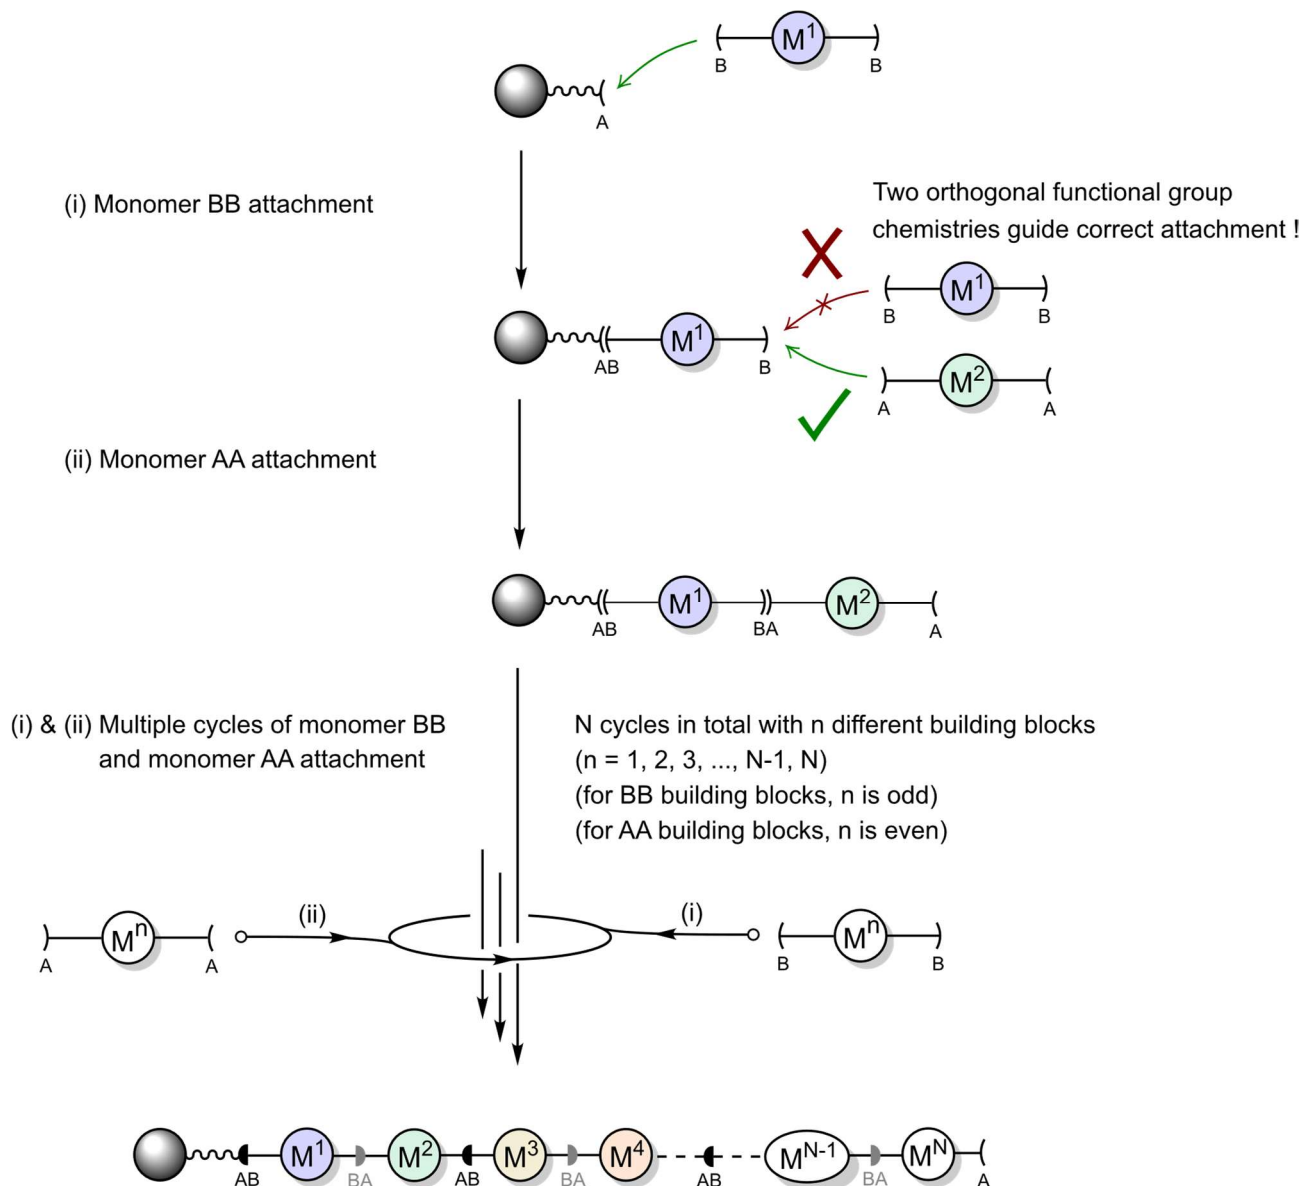 M¹
B B
A
(i) Monomer BB attachment
Two orthogonal functional group
chemistries guide correct attachment !
M¹
B B
M¹
AB B
M²
A A
(ii) Monomer AA attachment
M¹ M²
AB BA A
(i) & (ii) Multiple cycles of monomer BB
and monomer AA attachment
N cycles in total with n different building blocks
(n = 1, 2, 3, ..., N-1, N)
(for BB building blocks, n is odd)
(for AA building blocks, n is even)
(ii) (i)
Mⁿ Mⁿ
A A B B
M¹ M² M³ M⁴ Mᴺ⁻¹ Mᴺ
AB BA AB BA AB BA A